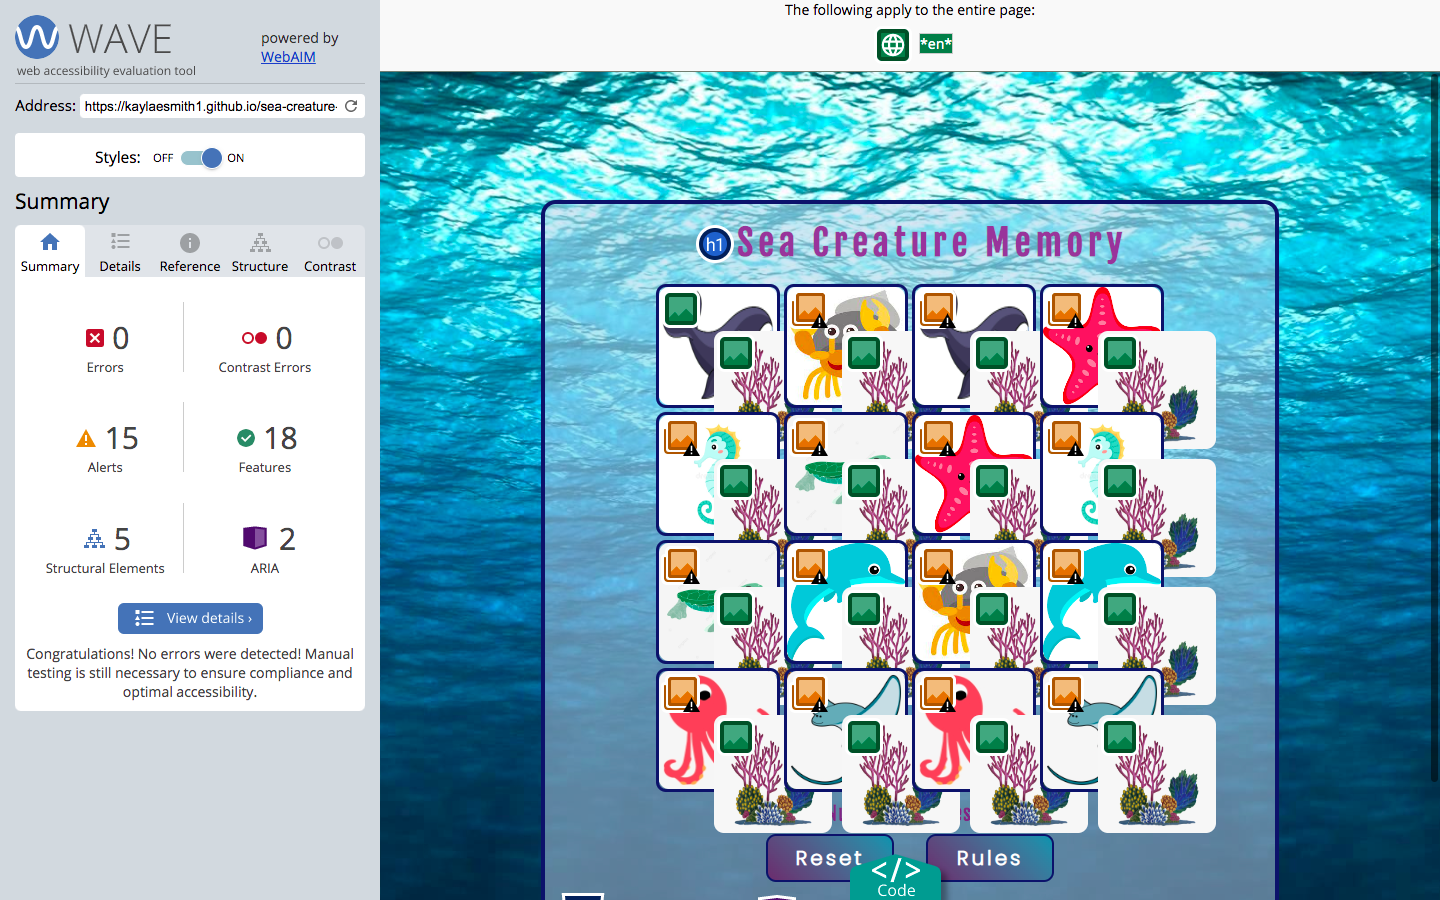 WAVE
web accessibility evaluation tool
powered by
WebAIM
Address: https://kaylaesmith1.github.io/sea-creature-
Styles: OFF ON
Summary
Summary Details Reference Structure Contrast
0 Errors
0 Contrast Errors
15 Alerts
18 Features
5 Structural Elements
2 ARIA
View details ›
Congratulations! No errors were detected! Manual
testing is still necessary to ensure compliance and
optimal accessibility.
The following apply to the entire page:
*en*
h1 Sea Creature Memory
Reset
Rules
</>
Code